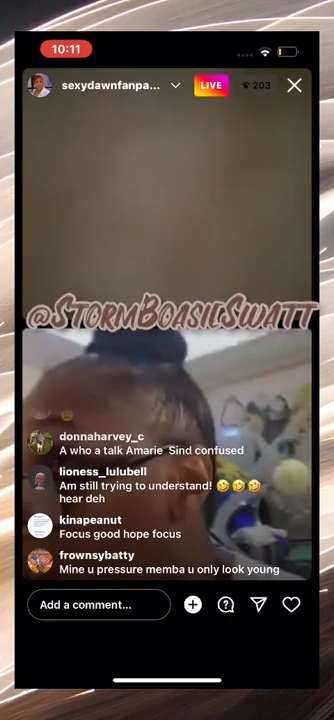 10:11
sexydawnfanpa...
LIVE
203
@StormBoasilSwatt
donnaharvey_c
A who a talk Amarie Sind confused
lioness_lulubell
Am still trying to understand! 🤣🤣🤣
hear deh
kinapeanut
Focus good hope focus
frownsybatty
Mine u pressure memba u only look young
Add a comment...